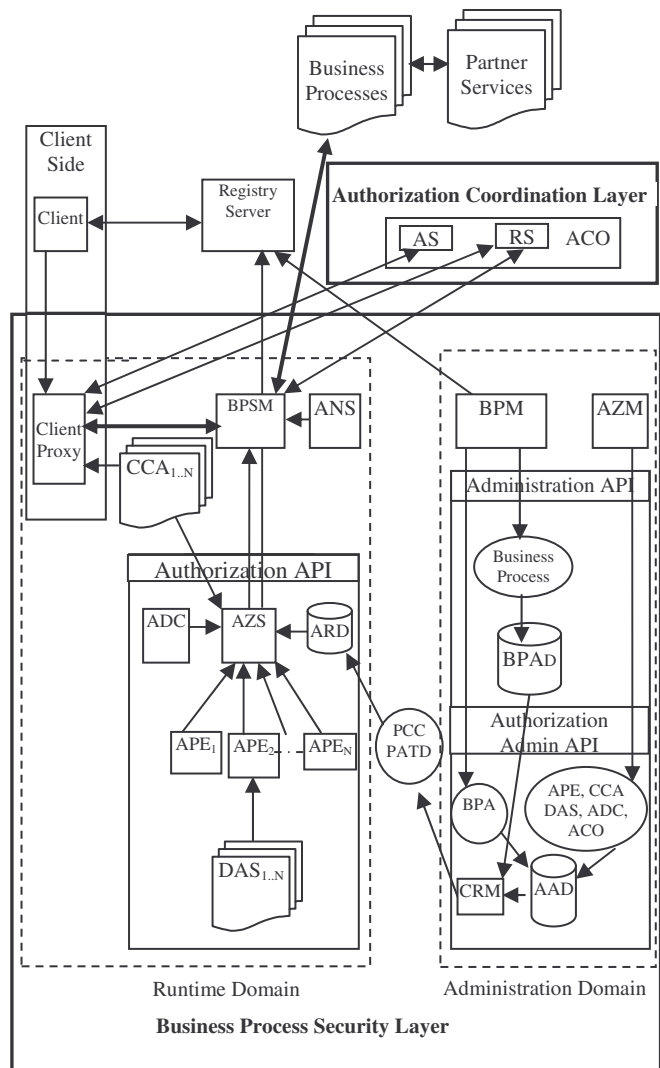 Business
Processes
Partner
Services
Client
Side
Client
Registry
Server
Authorization Coordination Layer
AS
RS
ACO
Client
Proxy
BPSM
ANS
BPM
AZM
CCA1..N
Administration API
Business
Process
Authorization API
ADC
AZS
ARD
BPAD
APE1
APE2
. .
APEN
PCC
PATD
Authorization
Admin API
BPA
APE, CCA
DAS, ADC,
ACO
DAS1..N
CRM
AAD
Runtime Domain
Administration Domain
Business Process Security Layer